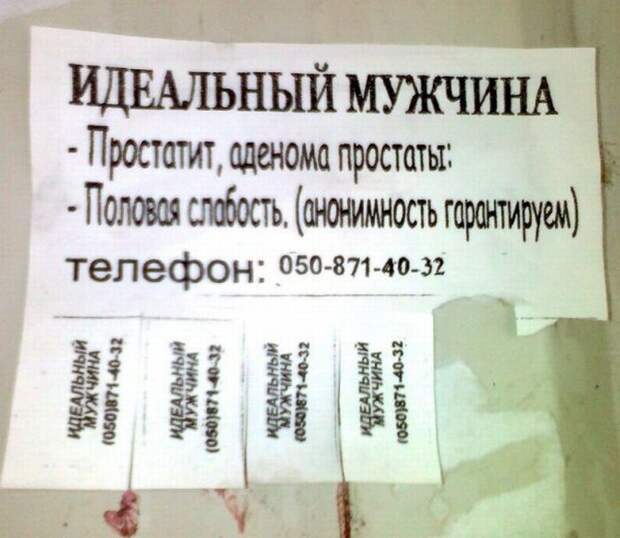 ИДЕАЛЬНЫЙ МУЖЧИНА
- Простатит, аденома простаты:
- Половая слабость. (анонимность гарантируем)
телефон: 050-871-40-32
ИДЕАЛЬНЫЙ
МУЖЧИНА
(050)871-40-32
ИДЕАЛЬНЫЙ
МУЖЧИНА
(050)871-40-32
ИДЕАЛЬНЫЙ
МУЖЧИНА
(050)871-40-32
ИДЕАЛЬНЫЙ
МУЖЧИНА
(050)871-40-32